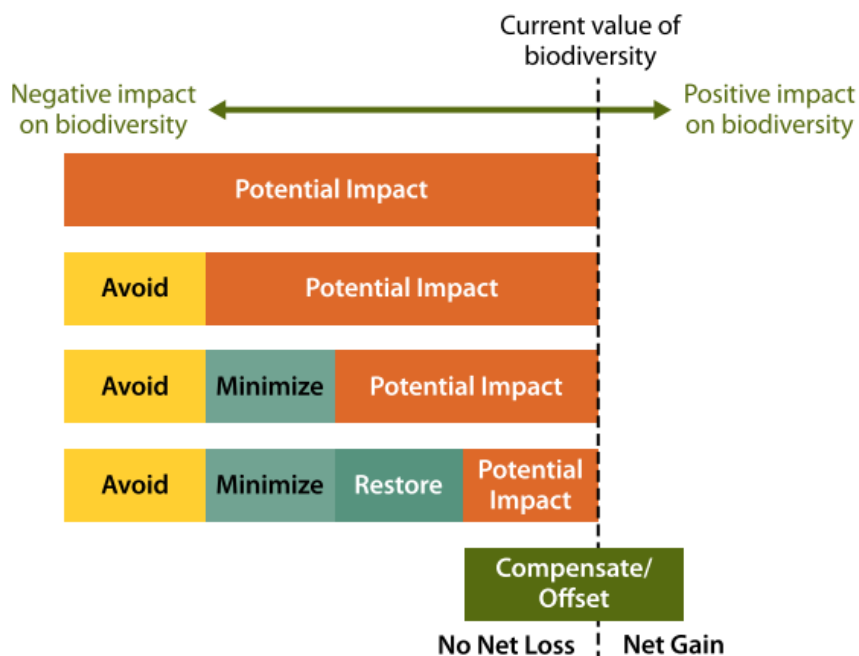 Current value of
biodiversity
Negative impact
on biodiversity
Positive impact
on biodiversity
Potential Impact
Avoid
Potential Impact
Avoid
Minimize
Potential Impact
Avoid
Minimize
Restore
Potential
Impact
Compensate/
Offset
No Net Loss
Net Gain